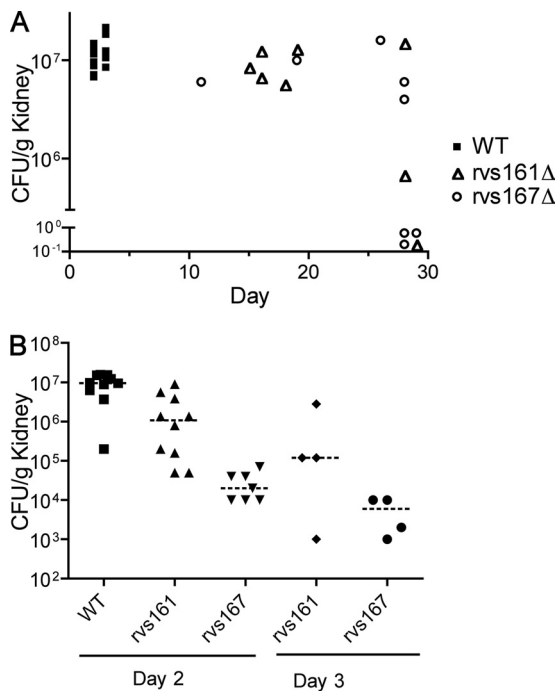 A
CFU/g Kidney
10⁷
10⁶
10⁰
10⁻¹
0
10
20
30
Day
WT
rvs161Δ
rvs167Δ
B
CFU/g Kidney
10⁸
10⁷
10⁶
10⁵
10⁴
10³
10²
WT
rvs161
rvs167
rvs161
rvs167
Day 2
Day 3